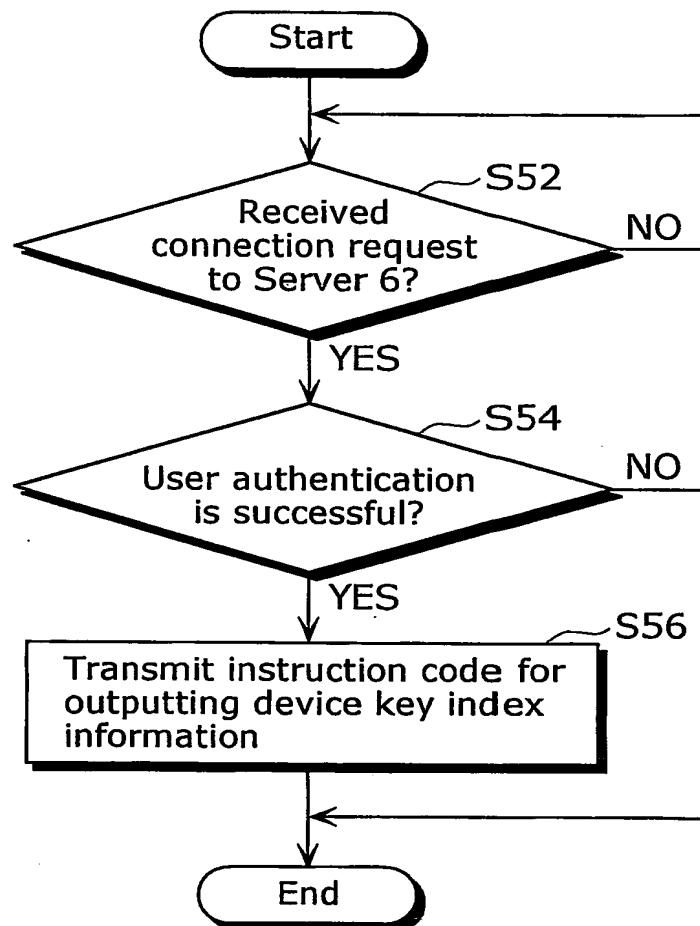 Start
S52
Received
connection request
to Server 6?
NO
YES
S54
User authentication
is successful?
NO
YES
S56
Transmit instruction code for
outputting device key index
information
End